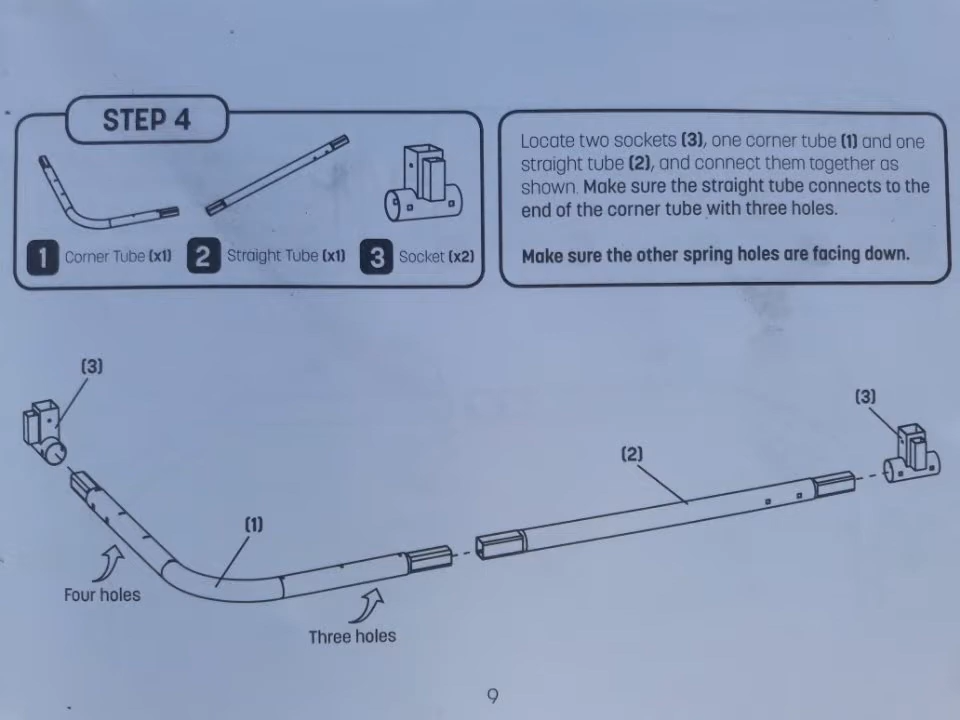 STEP 4
1 Corner Tube (x1) 2 Straight Tube (x1) 3 Socket (x2)
Locate two sockets (3), one corner tube (1) and one
straight tube (2), and connect them together as
shown. Make sure the straight tube connects to the
end of the corner tube with three holes.
Make sure the other spring holes are facing down.
(3)
(3)
(2)
(1)
Four holes
Three holes
9